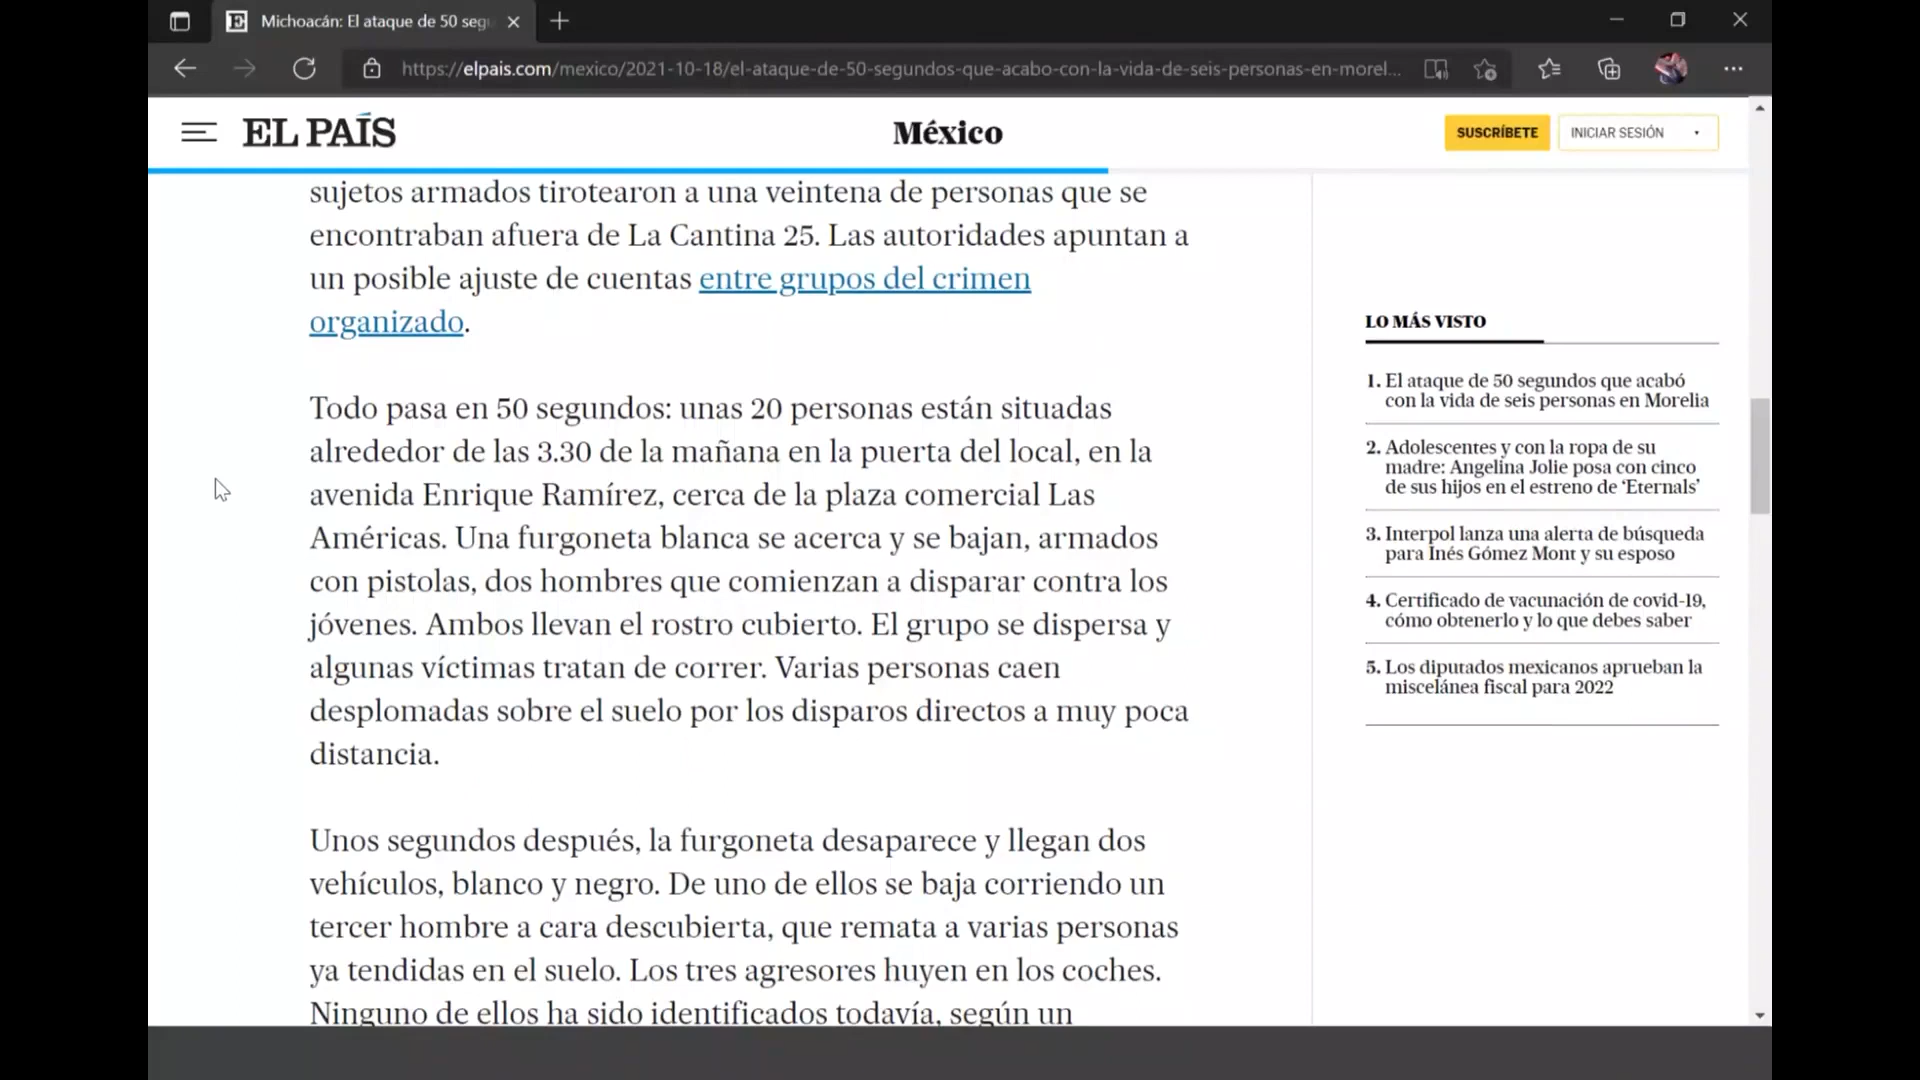 Michoacán: El ataque de 50 seg
https://elpais.com/mexico/2021-10-18/el-ataque-de-50-segundos-que-acabo-con-la-vida-de-seis-personas-en-morel...
EL PAÍS
México
SUSCRÍBETE
INICIAR SESIÓN
sujetos armados tirotearon a una veintena de personas que se
encontraban afuera de La Cantina 25. Las autoridades apuntan a
un posible ajuste de cuentas entre grupos del crimen
organizado.
Todo pasa en 50 segundos: unas 20 personas están situadas
alrededor de las 3.30 de la mañana en la puerta del local, en la
avenida Enrique Ramírez, cerca de la plaza comercial Las
Américas. Una furgoneta blanca se acerca y se bajan, armados
con pistolas, dos hombres que comienzan a disparar contra los
jóvenes. Ambos llevan el rostro cubierto. El grupo se dispersa y
algunas víctimas tratan de correr. Varias personas caen
desplomadas sobre el suelo por los disparos directos a muy poca
distancia.
Unos segundos después, la furgoneta desaparece y llegan dos
vehículos, blanco y negro. De uno de ellos se baja corriendo un
tercer hombre a cara descubierta, que remata a varias personas
ya tendidas en el suelo. Los tres agresores huyen en los coches.
Ninguno de ellos ha sido identificados todavía, según un
LO MÁS VISTO
1. El ataque de 50 segundos que acabó
con la vida de seis personas en Morelia
2. Adolescentes y con la ropa de su
madre: Angelina Jolie posa con cinco
de sus hijos en el estreno de ‘Eternals’
3. Interpol lanza una alerta de búsqueda
para Inés Gómez Mont y su esposo
4. Certificado de vacunación de covid-19,
cómo obtenerlo y lo que debes saber
5. Los diputados mexicanos aprueban la
miscelánea fiscal para 2022